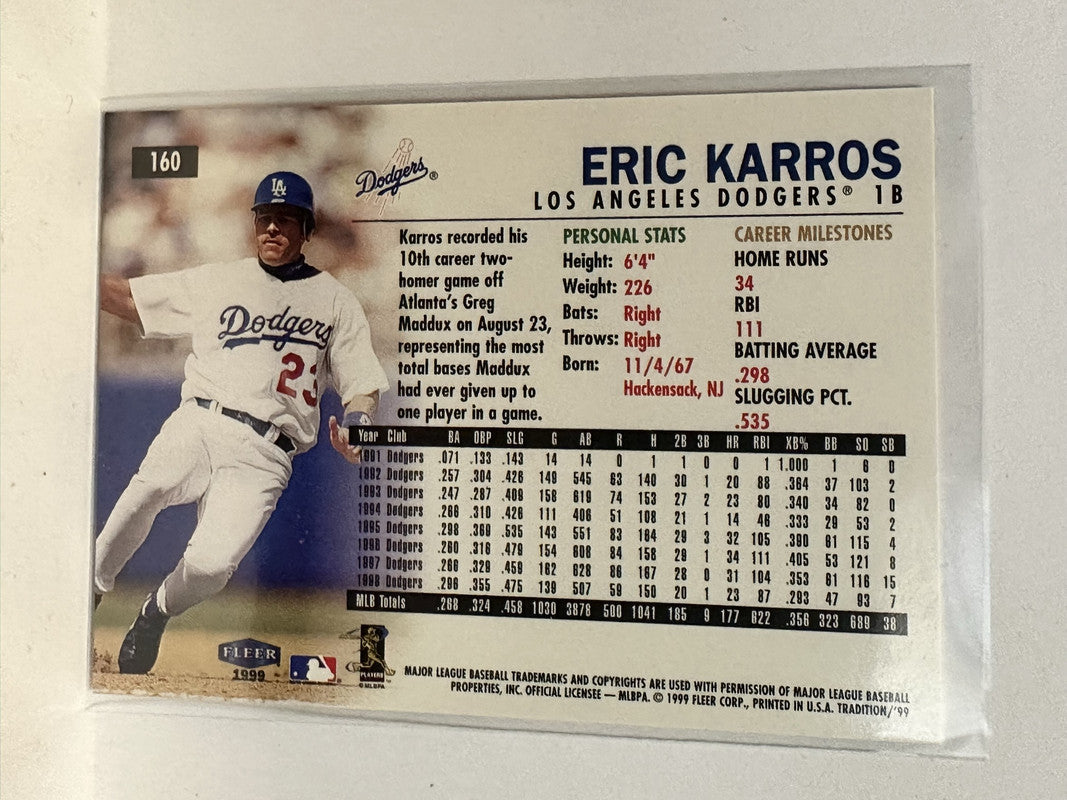 160
LA
Dodgers
23
Dodgers®
ERIC KARROS
LOS ANGELES DODGERS® 1B
Karros recorded his
10th career two-
homer game off
Atlanta's Greg
Maddux on August 23,
representing the most
total bases Maddux
had ever given up to
one player in a game.
PERSONAL STATS
Height: 6'4"
Weight: 226
Bats: Right
Throws: Right
Born: 11/4/67
Hackensack, NJ
CAREER MILESTONES
HOME RUNS
34
RBI
111
BATTING AVERAGE
.298
SLUGGING PCT.
.535
Year Club BA OBP SLG G AB R H 2B 3B HR RBI XB% BB SO SB
1991 Dodgers .071 .133 .143 14 14 0 1 1 0 0 1 1.000 1 6 0
1992 Dodgers .257 .304 .426 149 545 63 140 30 1 20 88 .364 37 103 2
1993 Dodgers .247 .287 .409 158 619 74 153 27 2 23 80 .340 34 82 0
1994 Dodgers .266 .310 .426 111 406 51 108 21 1 14 46 .333 29 53 2
1995 Dodgers .298 .369 .535 143 551 83 164 29 3 32 105 .390 61 115 4
1996 Dodgers .260 .316 .479 154 608 84 158 29 1 34 111 .405 53 121 8
1997 Dodgers .266 .329 .459 162 628 86 167 28 0 31 104 .353 61 116 15
1998 Dodgers .296 .355 .475 139 507 59 150 20 1 23 87 .293 47 93 7
MLB Totals .268 .324 .458 1030 3878 500 1041 185 9 177 622 .356 323 689 38
FLEER
1999
PLAYERS
©MLBPA
MAJOR LEAGUE BASEBALL TRADEMARKS AND COPYRIGHTS ARE USED WITH PERMISSION OF MAJOR LEAGUE BASEBALL
PROPERTIES, INC. OFFICIAL LICENSEE — MLBPA. © 1999 FLEER CORP., PRINTED IN U.S.A. TRADITION/'99